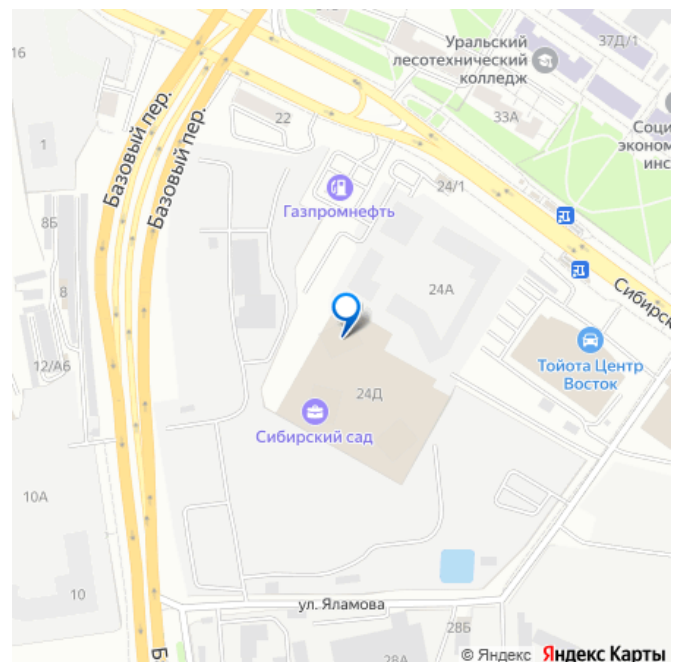 Уральский
лесотехнический
колледж
37Д/1
16
Базовый пер.
Базовый пер.
22
33А
Соци
эконом
инс
1
Газпромнефть
24/1
8Б
8
24А
Сибирск
12/А6
Тойота Центр
Восток
24Д
Сибирский сад
10А
10
ул. Яламова
28Б
28А
Б
© Яндекс Яндекс Карты